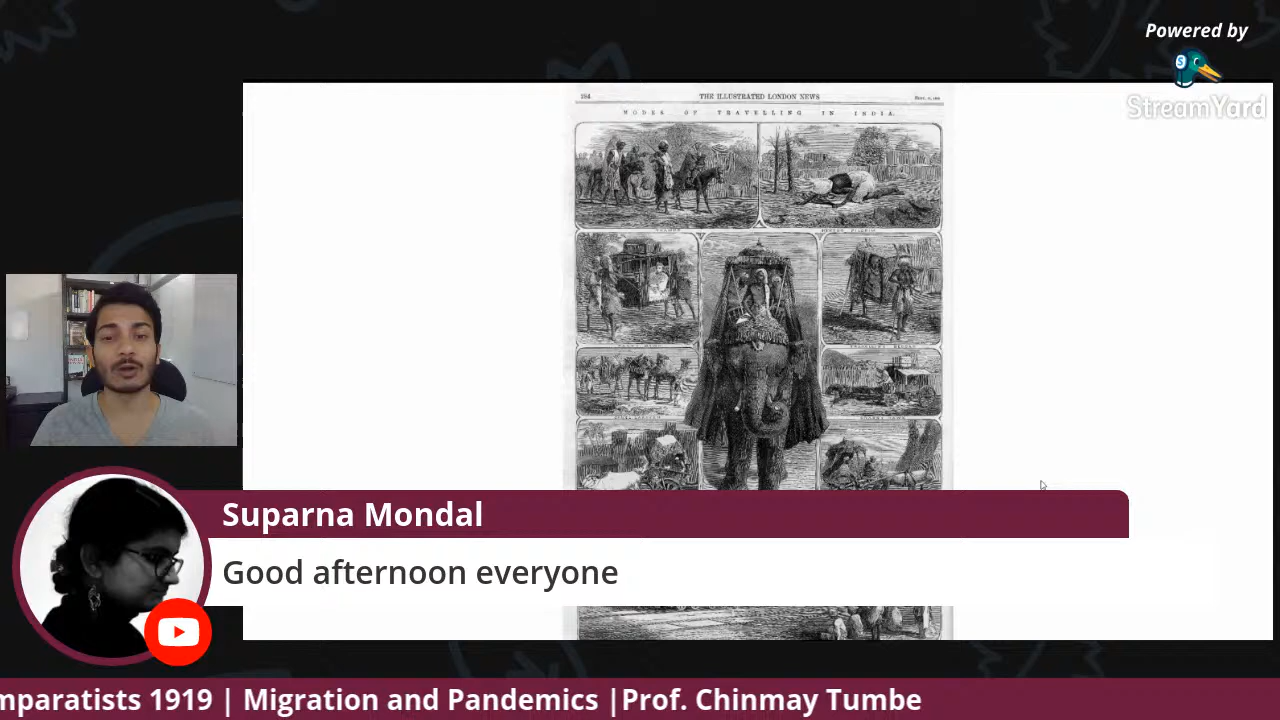 Powered by
StreamYard
184 THE ILLUSTRATED LONDON NEWS
MODES OF TRAVELLING IN INDIA.
Suparna Mondal
Good afternoon everyone
mparatists 1919 | Migration and Pandemics |Prof. Chinmay Tumbe